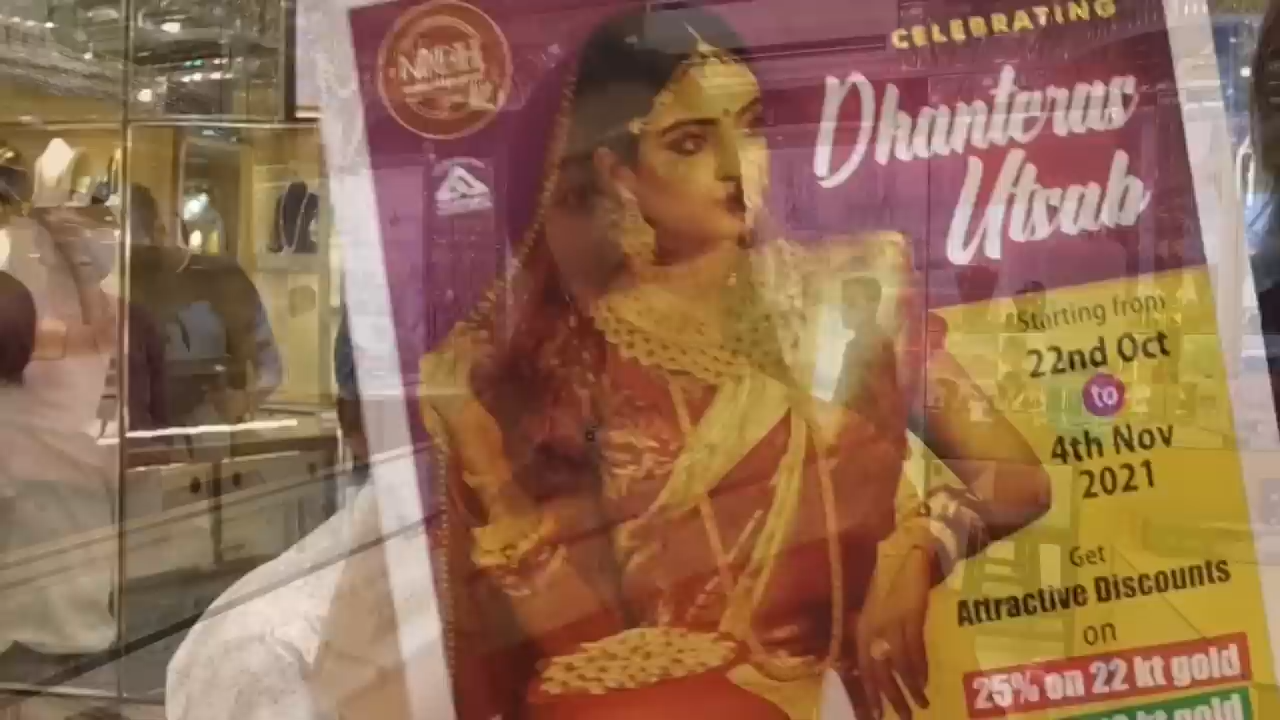 CELEBRATING
Dhanteras
Utsab
Starting from
22nd Oct
to
4th Nov
2021
Get
Attractive Discounts
on
25% on 22 kt gold
gold